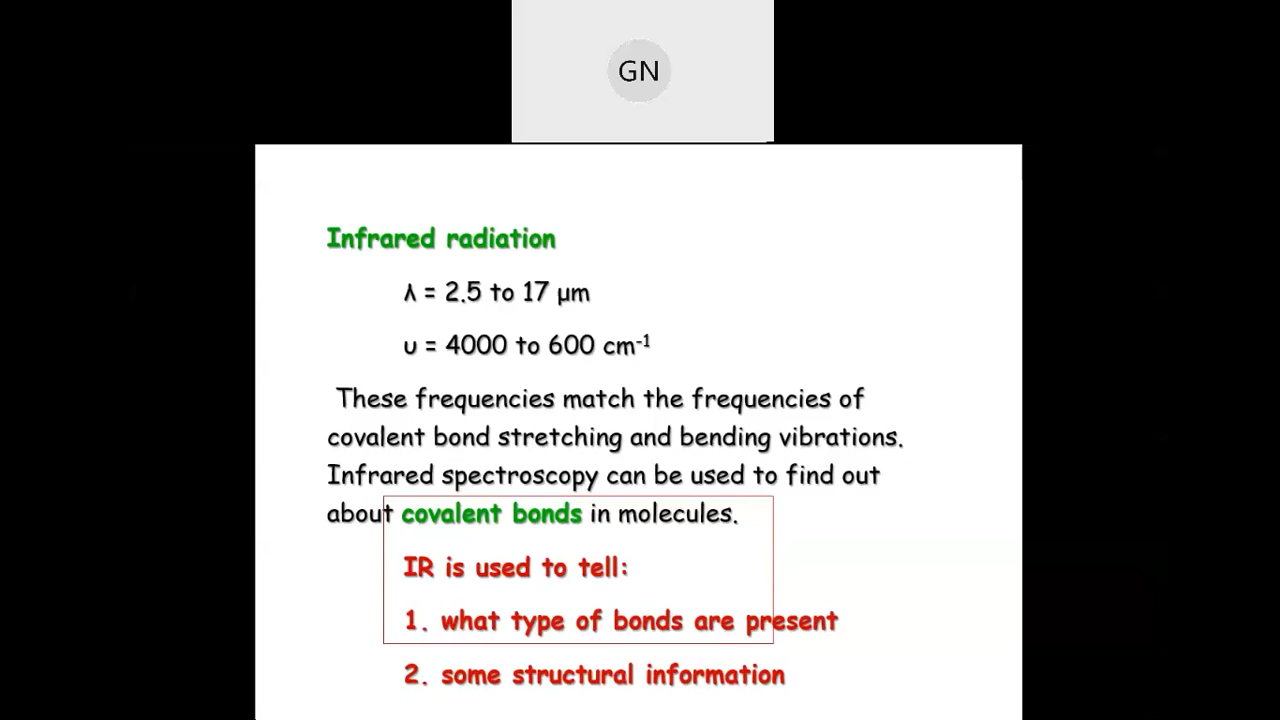 GN
Infrared radiation
λ = 2.5 to 17 μm
υ = 4000 to 600 cm⁻¹
These frequencies match the frequencies of
covalent bond stretching and bending vibrations.
Infrared spectroscopy can be used to find out
about covalent bonds in molecules.
IR is used to tell:
1. what type of bonds are present
2. some structural information